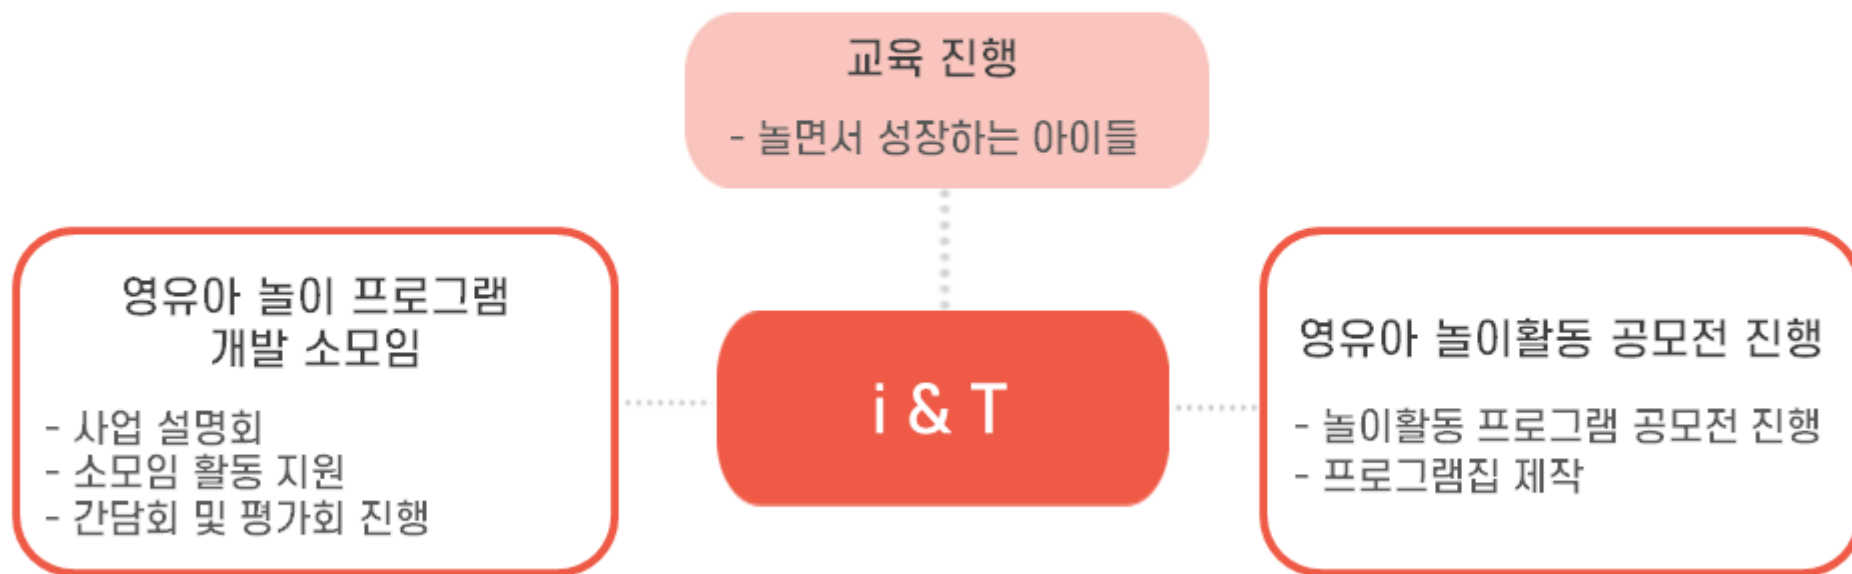 교육 진행
- 놀면서 성장하는 아이들
영유아 놀이 프로그램
개발 소모임
- 사업 설명회
- 소모임 활동 지원
- 간담회 및 평가회 진행
i & T
영유아 놀이활동 공모전 진행
- 놀이활동 프로그램 공모전 진행
- 프로그램집 제작